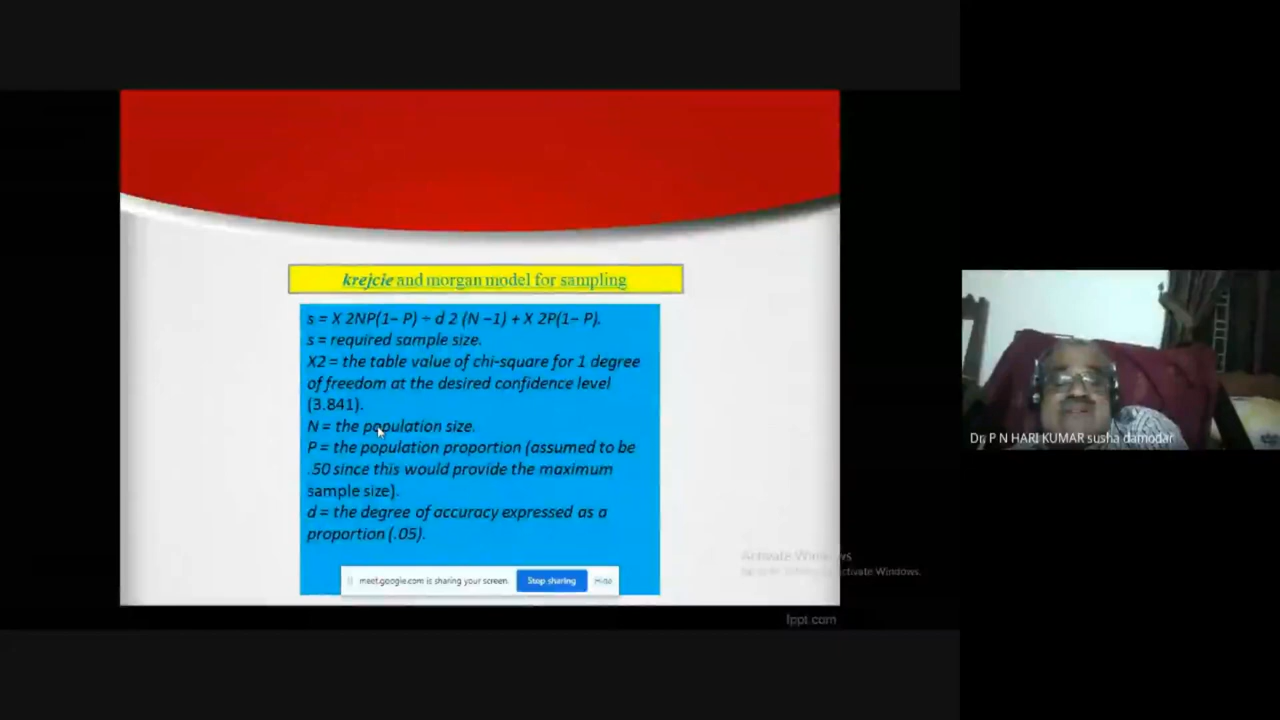 krejcie and morgan model for sampling
s = X 2NP(1– P) ÷ d 2 (N –1) + X 2P(1– P).
s = required sample size.
X2 = the table value of chi-square for 1 degree
of freedom at the desired confidence level
(3.841).
N = the population size.
P = the population proportion (assumed to be
.50 since this would provide the maximum
sample size).
d = the degree of accuracy expressed as a
proportion (.05).
meet.google.com is sharing your screen.
Stop sharing
Hide
Activate Windows
Activate Windows.
fppt.com
Dr. P N HARI KUMAR susha damodar